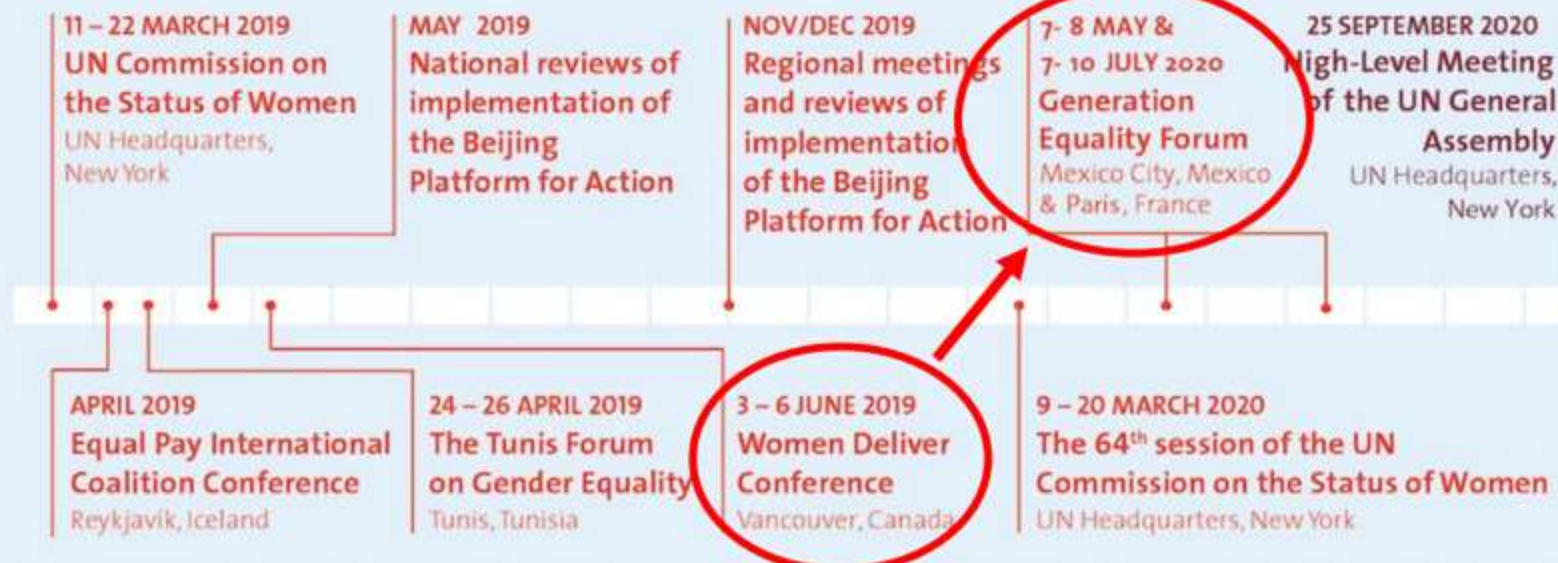 11 – 22 MARCH 2019
UN Commission on
the Status of Women
UN Headquarters,
New York
MAY 2019
National reviews of
implementation of
the Beijing
Platform for Action
NOV/DEC 2019
Regional meetings
and reviews of
implementation
of the Beijing
Platform for Action
7- 8 MAY &
7- 10 JULY 2020
Generation
Equality Forum
Mexico City, Mexico
& Paris, France
25 SEPTEMBER 2020
High-Level Meeting
of the UN General
Assembly
UN Headquarters,
New York
APRIL 2019
Equal Pay International
Coalition Conference
Reykjavík, Iceland
24 – 26 APRIL 2019
The Tunis Forum
on Gender Equality
Tunis, Tunisia
3 – 6 JUNE 2019
Women Deliver
Conference
Vancouver, Canada
9 – 20 MARCH 2020
The 64th session of the UN
Commission on the Status of Women
UN Headquarters, New York